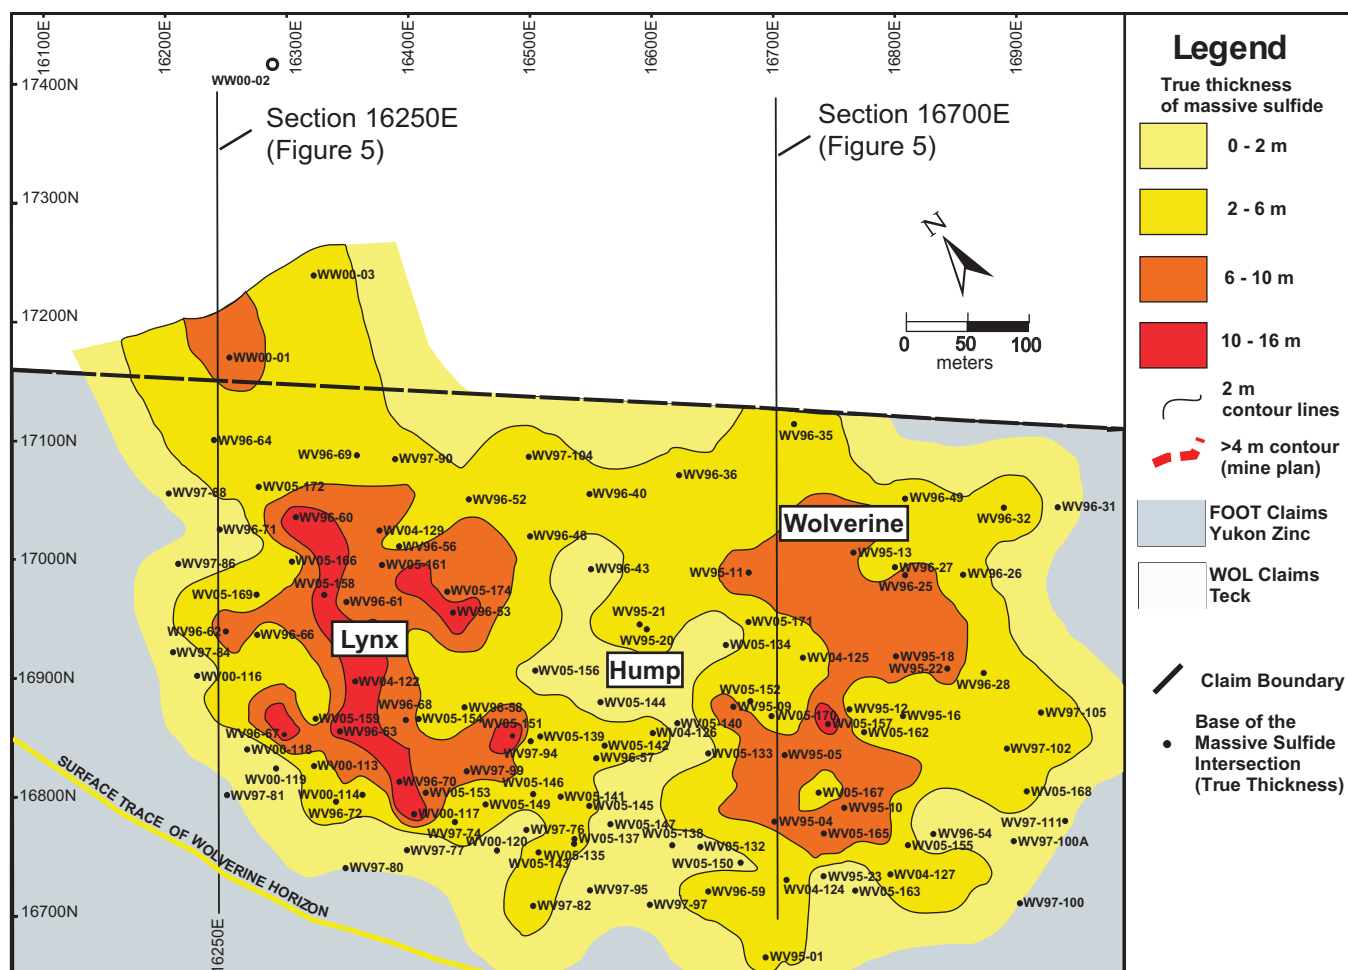 16100E
16200E
16300E
16400E
16500E
16600E
16700E
16800E
16900E
17400N
17300N
17200N
17100N
17000N
16900N
16800N
16700N
WW00-02
Section 16250E
(Figure 5)
Section 16700E
(Figure 5)
N
0 50 100
meters
WW00-03
WW00-01
WV96-64
WV96-69
WV97-90
WV97-104
WV96-35
WV96-36
WV97-88
WV05-172
WV96-52
WV96-40
WV96-49
WV96-32
WV96-31
WV96-60
WV96-71
WV04-129
WV96-56
WV96-48
Wolverine
WV95-13
WV97-86
WV05-166
WV05-161
WV96-43
WV95-11
WV96-27
WV96-25
WV96-26
WV05-158
WV05-169
WV96-61
WV05-174
WV96-53
WV95-21
WV95-20
WV05-171
WV96-62
WV96-66
Lynx
WV05-134
WV97-84
WV04-125
WV95-18
WV95-22
WV00-116
WV05-156
Hump
WV96-28
WV04-122
WV05-152
WV96-68
WV96-58
WV05-144
WV95-09
WV95-12
WV97-105
WV05-159
WV05-154
WV05-151
WV05-140
WV05-170
WV95-16
WV96-67
WV96-63
WV05-139
WV04-126
WV05-157
WV05-162
WV00-118
WV97-94
WV05-142
WV96-57
WV05-133
WV95-05
WV97-102
WV00-119
WV00-113
WV97-99
WV96-70
WV05-146
WV97-81
WV00-114
WV05-153
WV05-141
WV05-167
WV05-168
WV96-72
WV05-149
WV05-145
WV95-10
WV00-117
WV97-74
WV97-76
WV05-147
WV95-04
WV97-111
WV97-77
WV00-120
WV05-137
WV05-138
WV05-165
WV96-54
WV97-100A
WV05-143
WV05-135
WV05-132
WV05-155
WV97-80
WV05-150
WV97-95
WV96-59
WV04-124
WV95-23
WV05-163
WV04-127
WV97-82
WV97-97
WV97-100
WV95-01
SURFACE TRACE OF WOLVERINE HORIZON
16250E
Legend
True thickness
of massive sulfide
0 - 2 m
2 - 6 m
6 - 10 m
10 - 16 m
2 m
contour lines
>4 m contour
(mine plan)
FOOT Claims
Yukon Zinc
WOL Claims
Teck
Claim Boundary
Base of the
Massive Sulfide
Intersection
(True Thickness)